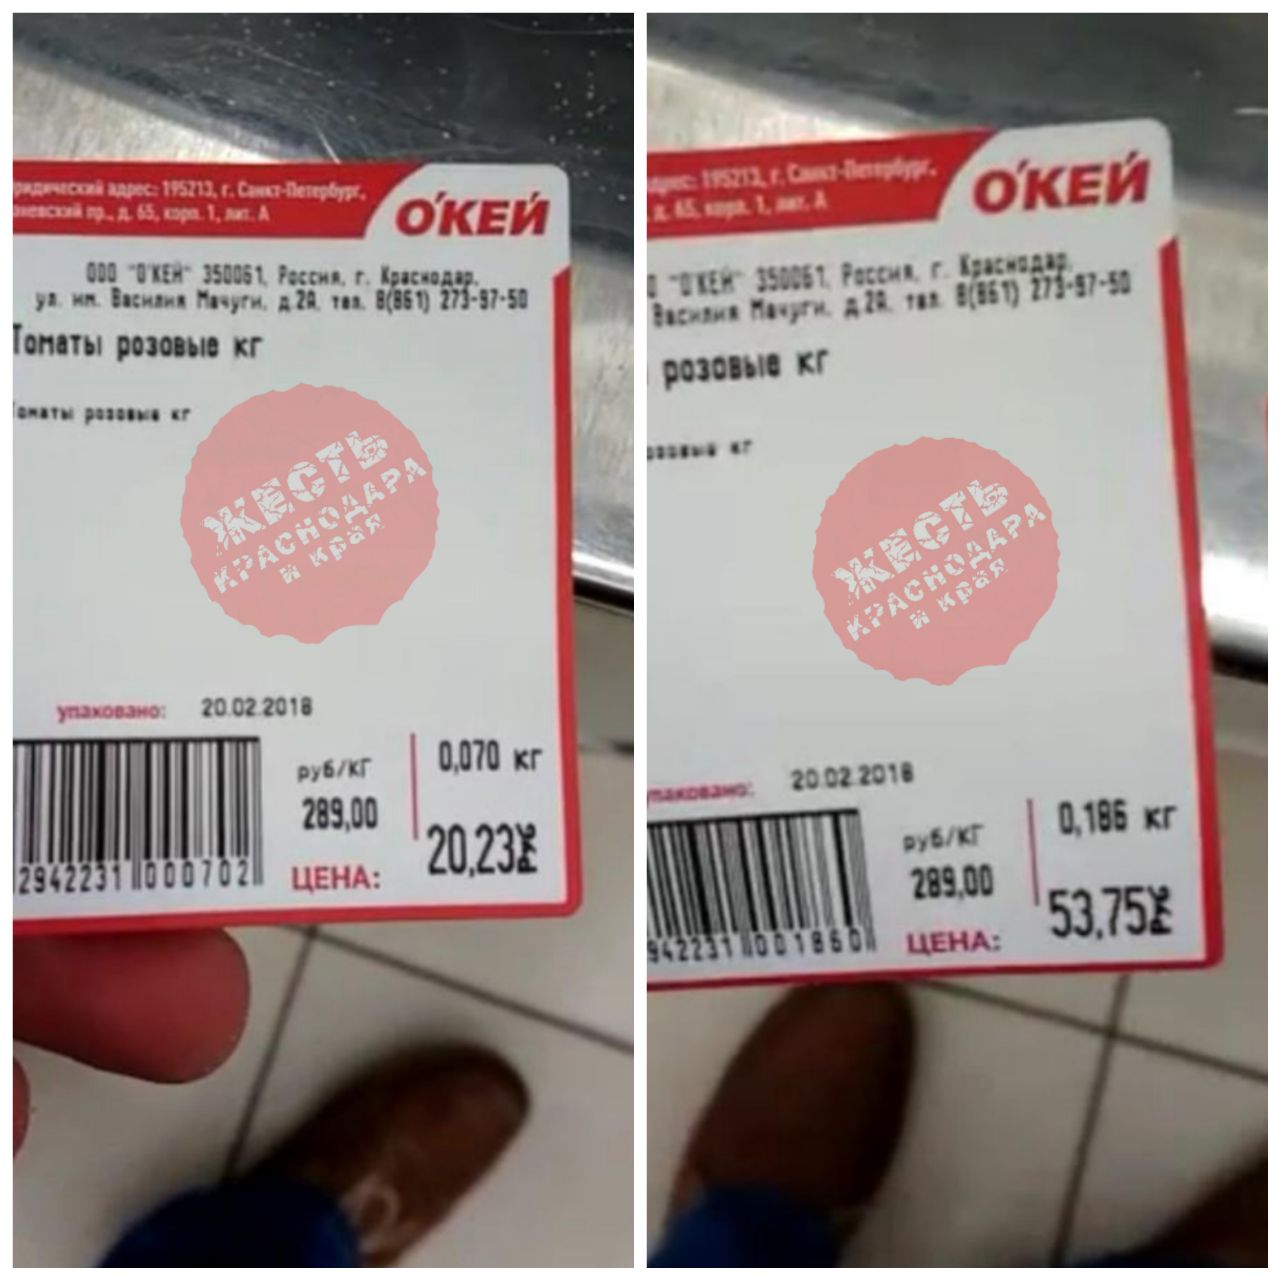 юридический адрес: 195213, г. Санкт-Петербург,
пр., д. 65, корп. 1, лит. А
О'КЕЙ
ООО "О'КЕЙ" 350061, Россия, г. Краснодар,
ул. им. Василия Мачуги, д.2А, тел. 8(861) 273-97-50
Томаты розовые кг
Томаты розовые кг
ЖЕСТЬ
КРАСНОДАРА
и края
упаковано: 20.02.2018
руб/КГ
0,070 кг
289,00
20,23 РУБ
2942231 000702
ЦЕНА:
адрес: 195213, г. Санкт-Петербург,
д. 65, корп. 1, лит. А
О'КЕЙ
"О'КЕЙ" 350061, Россия, г. Краснодар,
Василия Мачуги, д.2А, тел. 8(861) 273-97-50
розовые кг
розовые кг
ЖЕСТЬ
КРАСНОДАРА
и края
упаковано: 20.02.2018
руб/КГ
0,186 кг
289,00
53,75 РУБ
942231 001860
ЦЕНА: